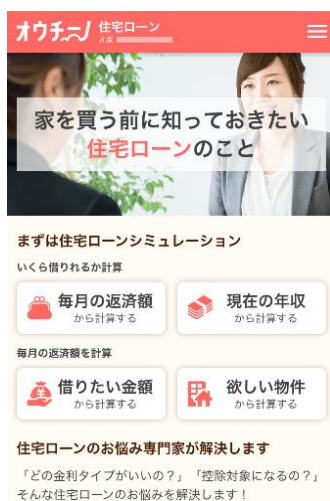 オウチーノ 住宅ローン
家を買う前に知っておきたい
住宅ローンのこと
まずは住宅ローンシミュレーション
いくら借りれるか計算
毎月の返済額 現在の年収
から計算する から計算する
毎月の返済額を計算
借りたい金額 欲しい物件
から計算する から計算する
住宅ローンのお悩み専門家が解決します
「どの金利タイプがいいの？」「控除対象になるの？」
そんな住宅ローンのお悩みを解決します！